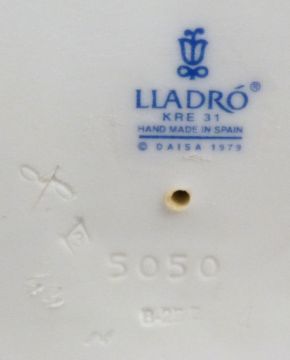 LLADRÓ®
KRE 31
HAND MADE IN SPAIN
© DAISA 1979
E
5050